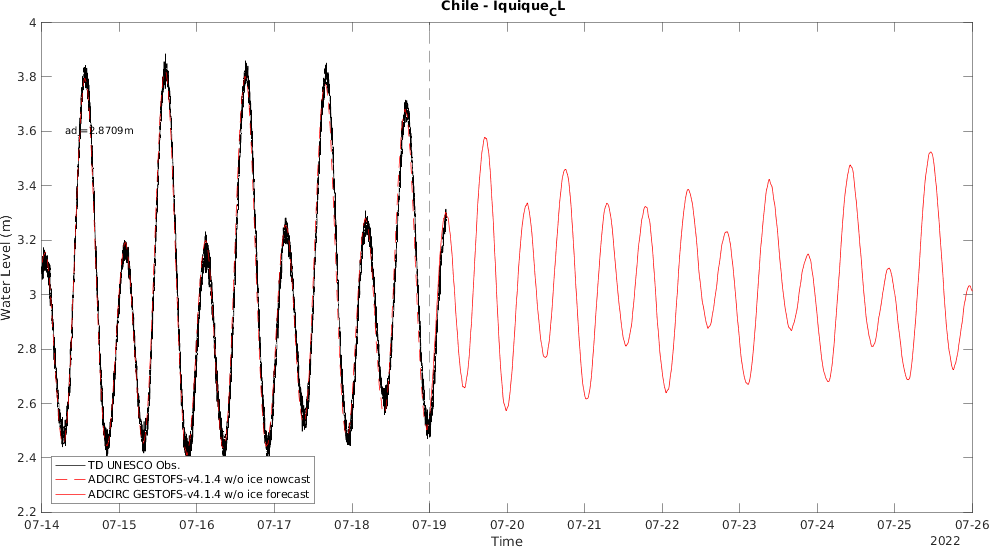 Chile - Iquique_CL
4
3.8
3.6
3.4
3.2
3
2.8
2.6
2.4
2.2
Water Level (m)
adj=2.8709m
TD UNESCO Obs.
ADCIRC GESTOFS-v4.1.4 w/o ice nowcast
ADCIRC GESTOFS-v4.1.4 w/o ice forecast
07-14 07-15 07-16 07-17 07-18 07-19 07-20 07-21 07-22 07-23 07-24 07-25 07-26
Time
2022